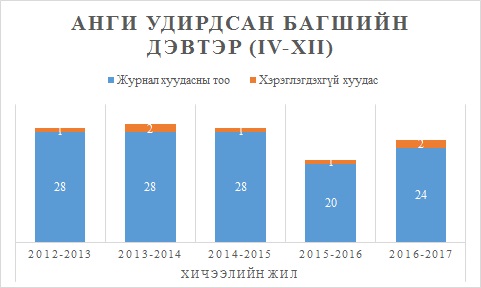 АНГИ УДИРДСАН БАГШИЙН
ДЭВТЭР (IV-XII)
Журнал хуудасны тоо Хэрэглэгдэхгүй хуудас
1 2 1 1 2
28 28 28 20 24
2012-2013 2013-2014 2014-2015 2015-2016 2016-2017
ХИЧЭЭЛИЙН ЖИЛ